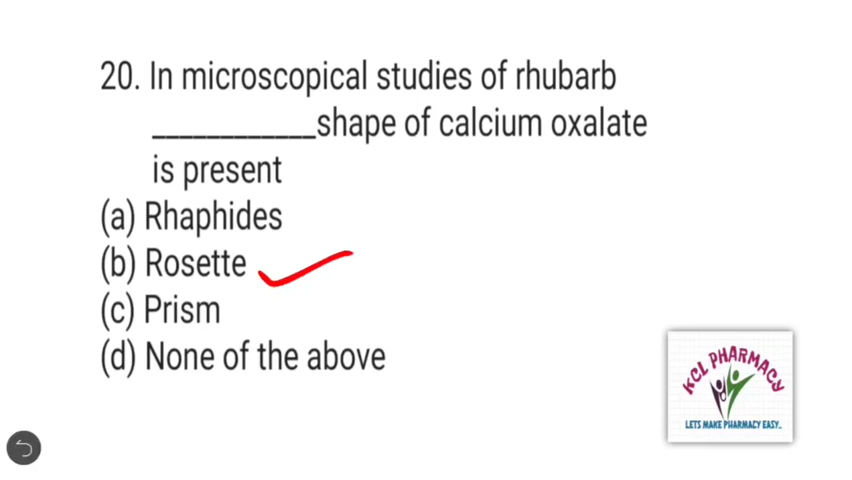 20. In microscopical studies of rhubarb
____________shape of calcium oxalate
is present
(a) Rhaphides
(b) Rosette
(c) Prism
(d) None of the above
KCL PHARMACY
LETS MAKE PHARMACY EASY..